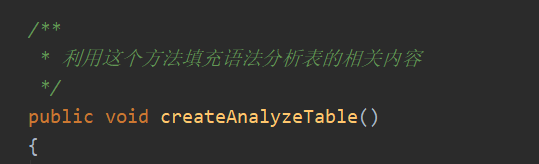 /**
* 利用这个方法填充语法分析表的相关内容
*/
public void createAnalyzeTable()
{